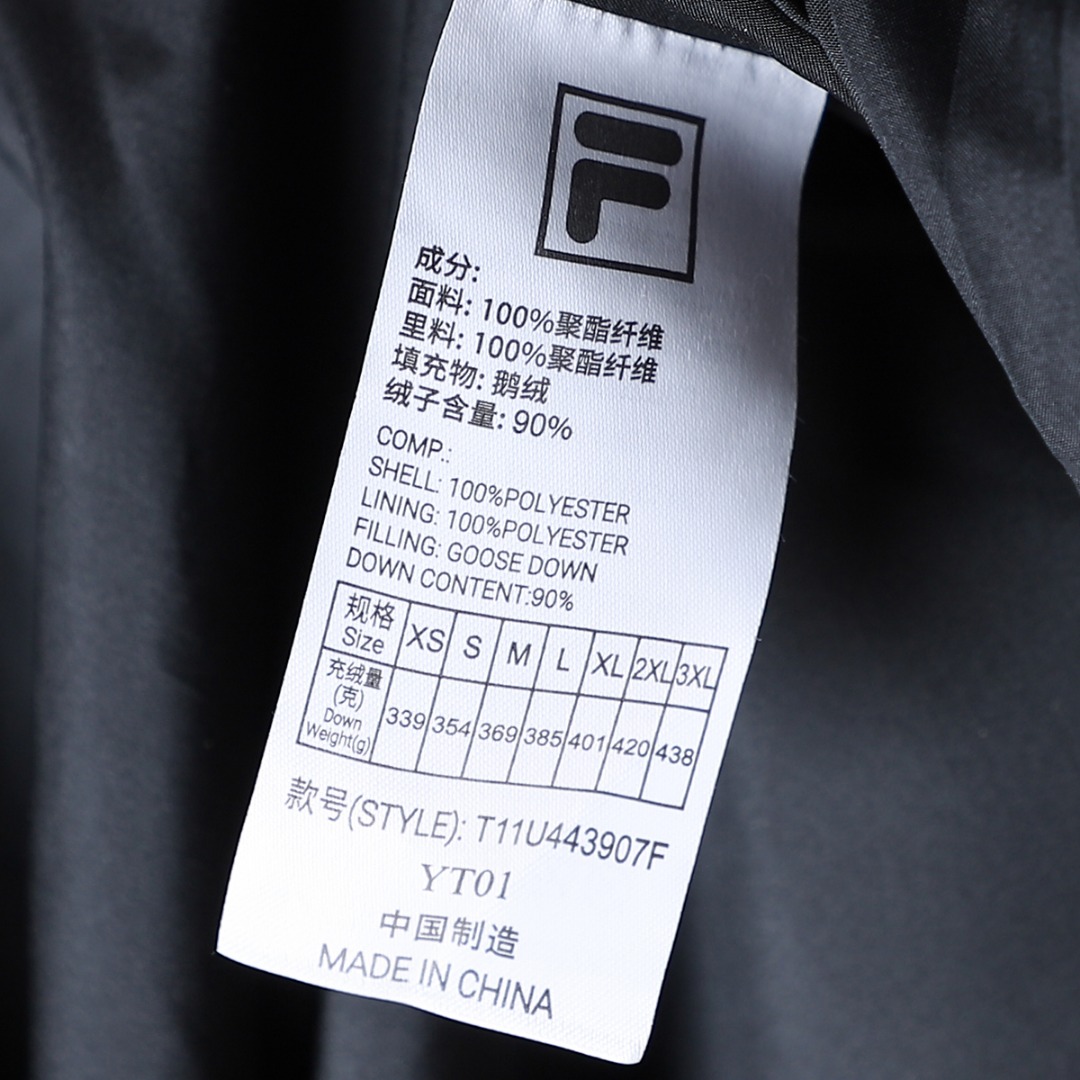 F
成分:
面料: 100%聚酯纤维
里料: 100%聚酯纤维
填充物: 鹅绒
绒子含量: 90%
COMP.:
SHELL: 100%POLYESTER
LINING: 100%POLYESTER
FILLING: GOOSE DOWN
DOWN CONTENT:90%
规格 Size XS S M L XL 2XL 3XL
充绒量 (克) Down Weight(g) 339 354 369 385 401 420 438
款号(STYLE): T11U443907F
YT01
中国制造
MADE IN CHINA